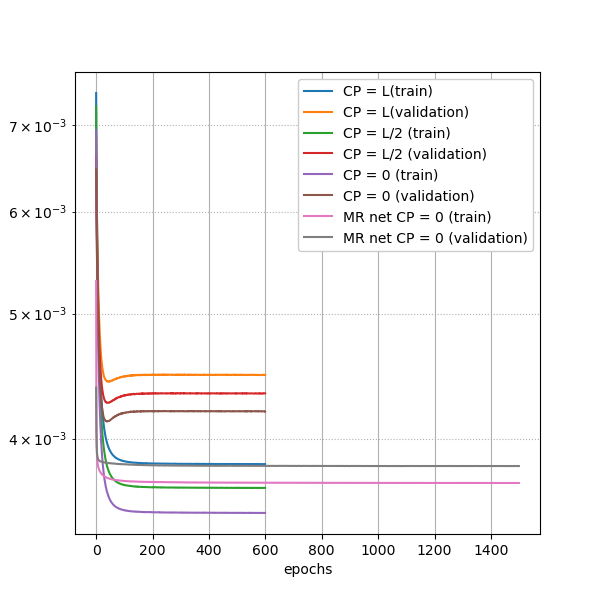 CP = L(train)
CP = L(validation)
CP = L/2 (train)
CP = L/2 (validation)
CP = 0 (train)
CP = 0 (validation)
MR net CP = 0 (train)
MR net CP = 0 (validation)
7 × 10⁻³
6 × 10⁻³
5 × 10⁻³
4 × 10⁻³
0 200 400 600 800 1000 1200 1400
epochs